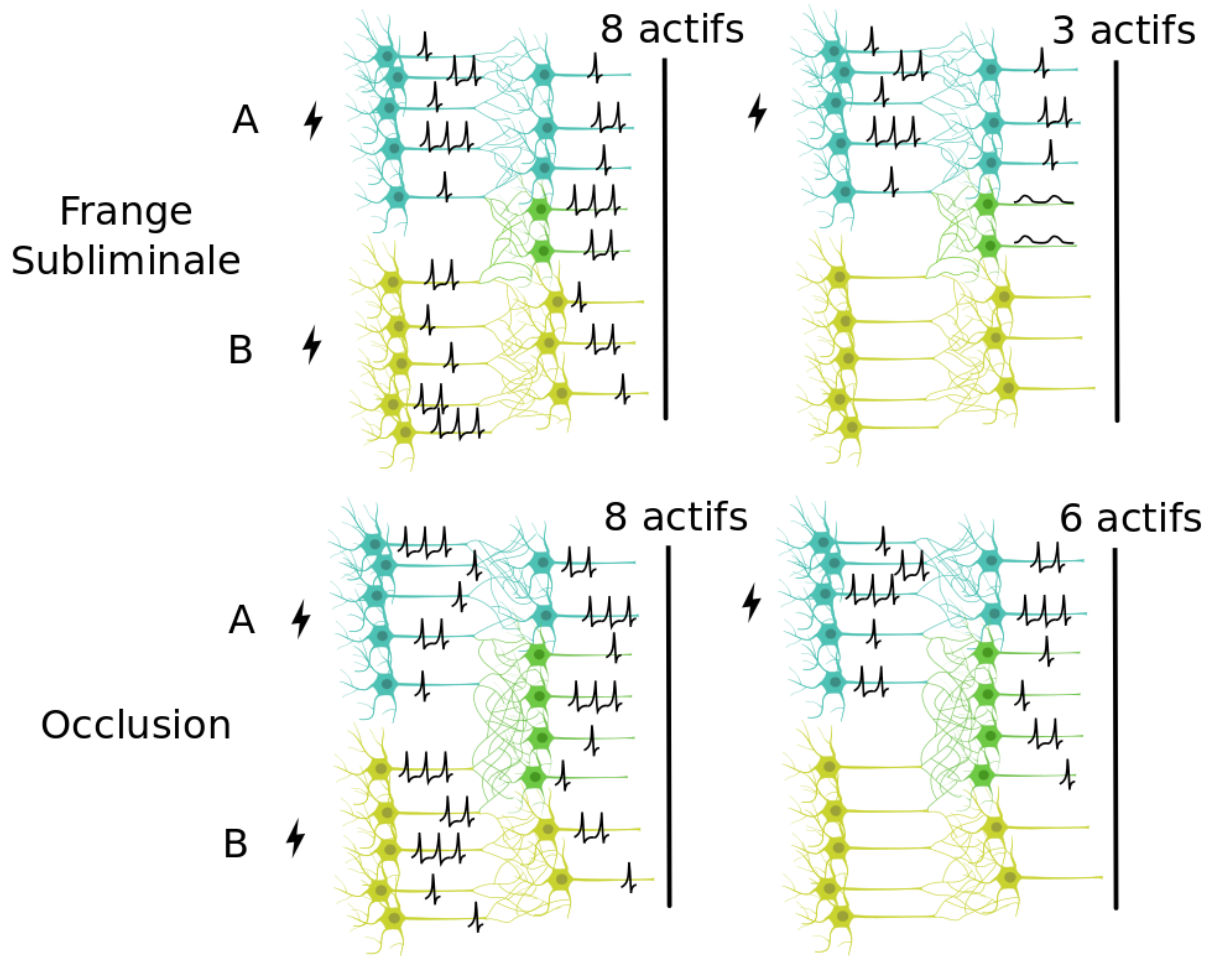 8 actifs
3 actifs
A
Frange
Subliminale
B
8 actifs
6 actifs
A
Occlusion
B